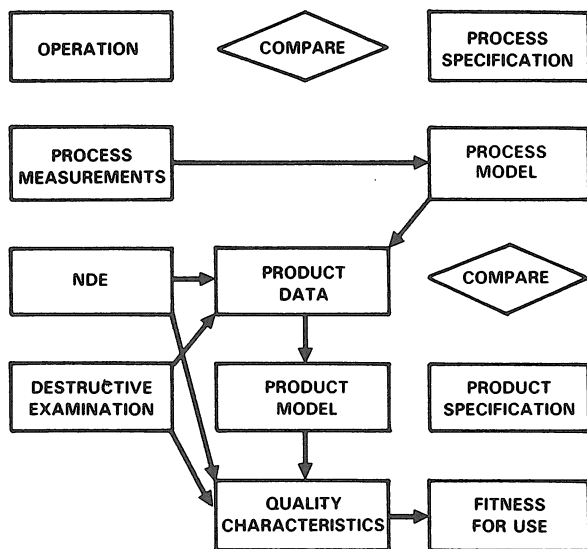 OPERATION
COMPARE
PROCESS
SPECIFICATION
PROCESS
MEASUREMENTS
PROCESS
MODEL
NDE
PRODUCT
DATA
COMPARE
DESTRUCTIVE
EXAMINATION
PRODUCT
MODEL
PRODUCT
SPECIFICATION
QUALITY
CHARACTERISTICS
FITNESS
FOR USE